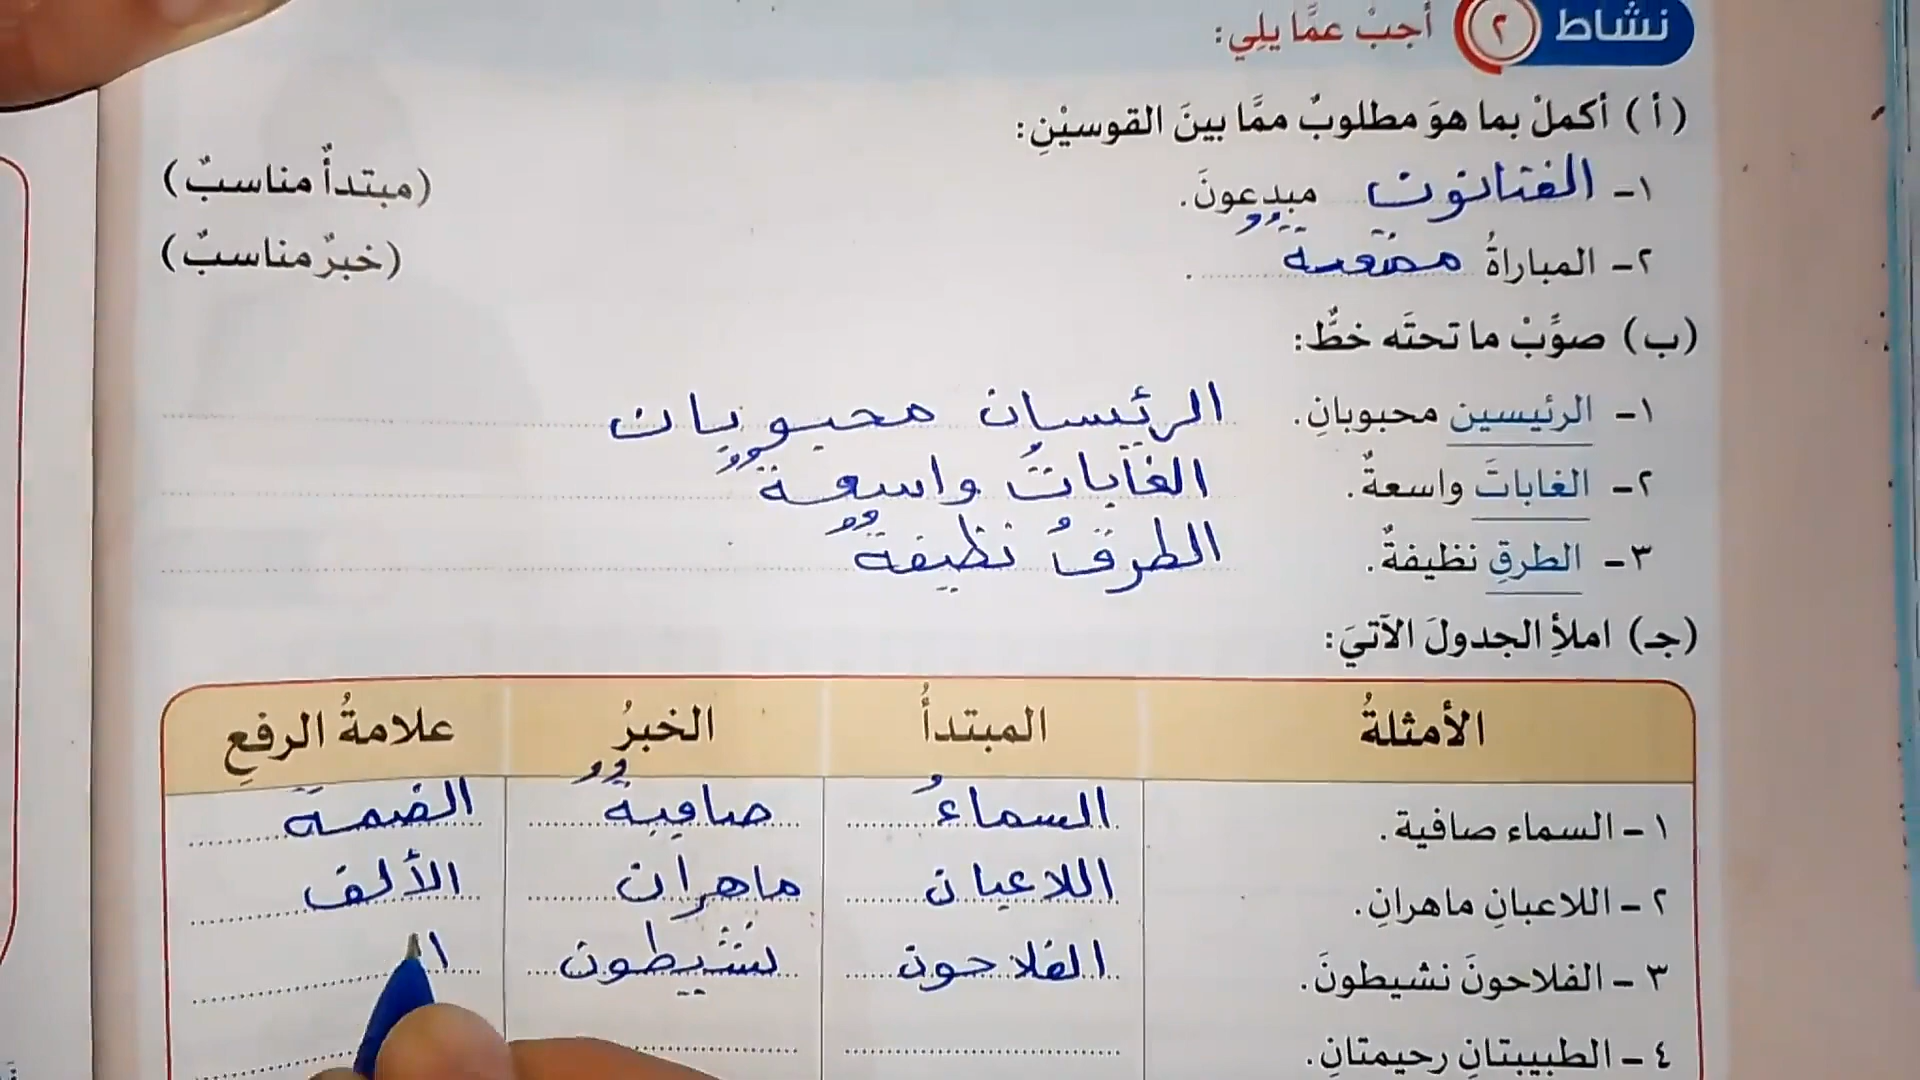 نشاط ٢ أجبْ عمَّا يلِي:
(أ) أكملْ بما هوَ مطلوبٌ ممَّا بينَ القوسيْنِ:
١- الفنانون مبدعونَ. (مبتدأٌ مناسبٌ)
٢- المباراةُ ممتعةٌ . (خبرٌ مناسبٌ)
(ب) صوِّبْ ما تحتَه خطٌّ:
١- الرئيسين محبوبانِ. الرئيسان محبوبان
٢- الغاباتَ واسعةٌ. الغاباتُ واسعةٌ
٣- الطرقِ نظيفةٌ. الطرقُ نظيفةٌ
(جـ) املأِ الجدولَ الآتيَ:
الأمثلةُ المبتدأُ الخبرُ علامةُ الرفعِ
١- السماء صافية. السماءُ صافيةٌ الضمة
٢- اللاعبانِ ماهرانِ. اللاعبان ماهران الألف
٣- الفلاحونَ نشيطونَ. الفلاحون نشيطون ال
٤- الطبيبتانِ رحيمتانِ.